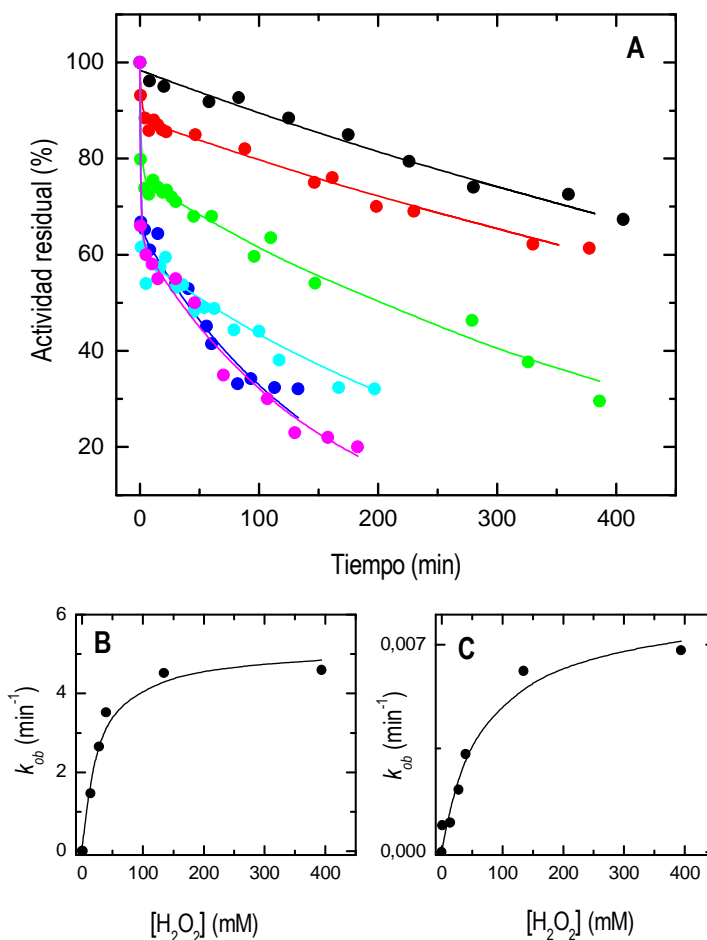 A
100
80
60
40
20
Actividad residual (%)
0 100 200 300 400
Tiempo (min)
B
6
4
2
0
k_ob (min⁻¹)
0 100 200 300 400
[H₂O₂] (mM)
C
0,007
0,000
k_ob (min⁻¹)
0 100 200 300 400
[H₂O₂] (mM)